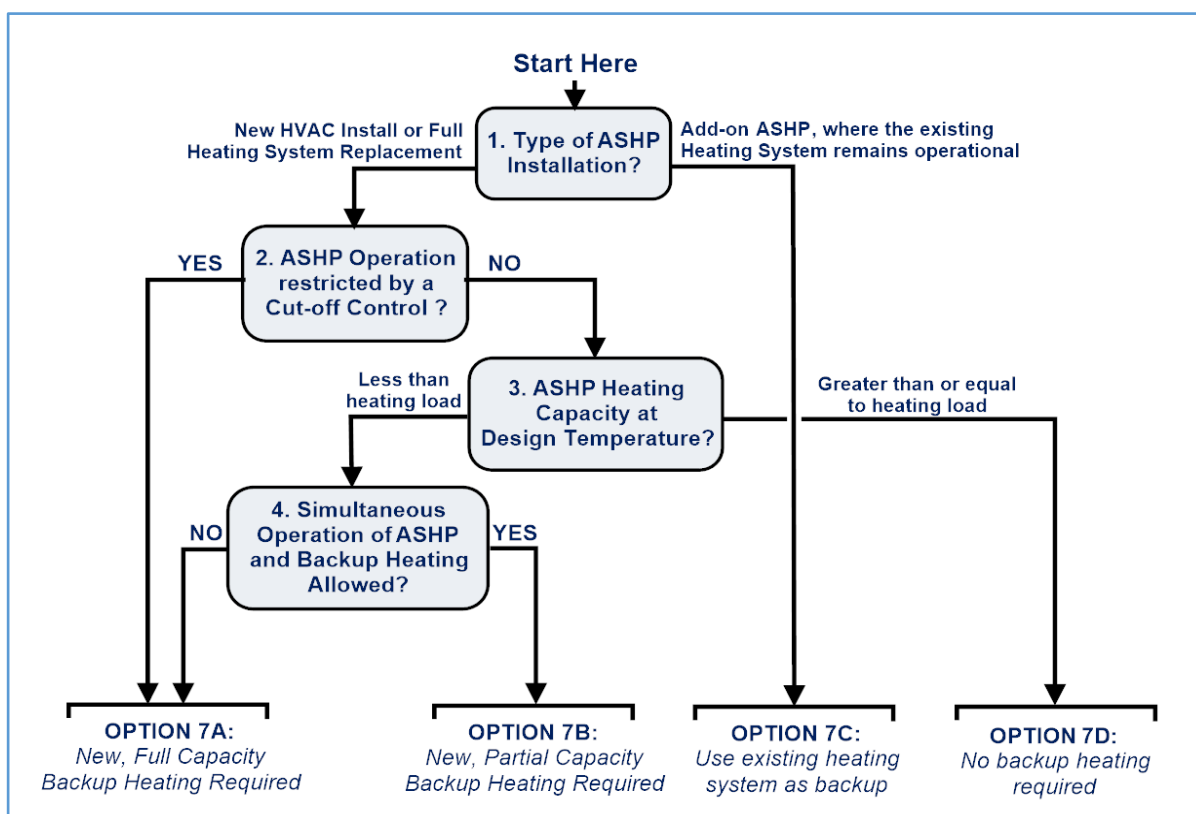 Start Here
New HVAC Install or Full
Heating System Replacement
1. Type of ASHP
Installation?
Add-on ASHP, where the existing
Heating System remains operational
YES
2. ASHP Operation
restricted by a
Cut-off Control ?
NO
Less than
heating load
3. ASHP Heating
Capacity at
Design Temperature?
Greater than or equal
to heating load
NO
4. Simultaneous
Operation of ASHP
and Backup Heating
Allowed?
YES
OPTION 7A:
New, Full Capacity
Backup Heating Required
OPTION 7B:
New, Partial Capacity
Backup Heating Required
OPTION 7C:
Use existing heating
system as backup
OPTION 7D:
No backup heating
required